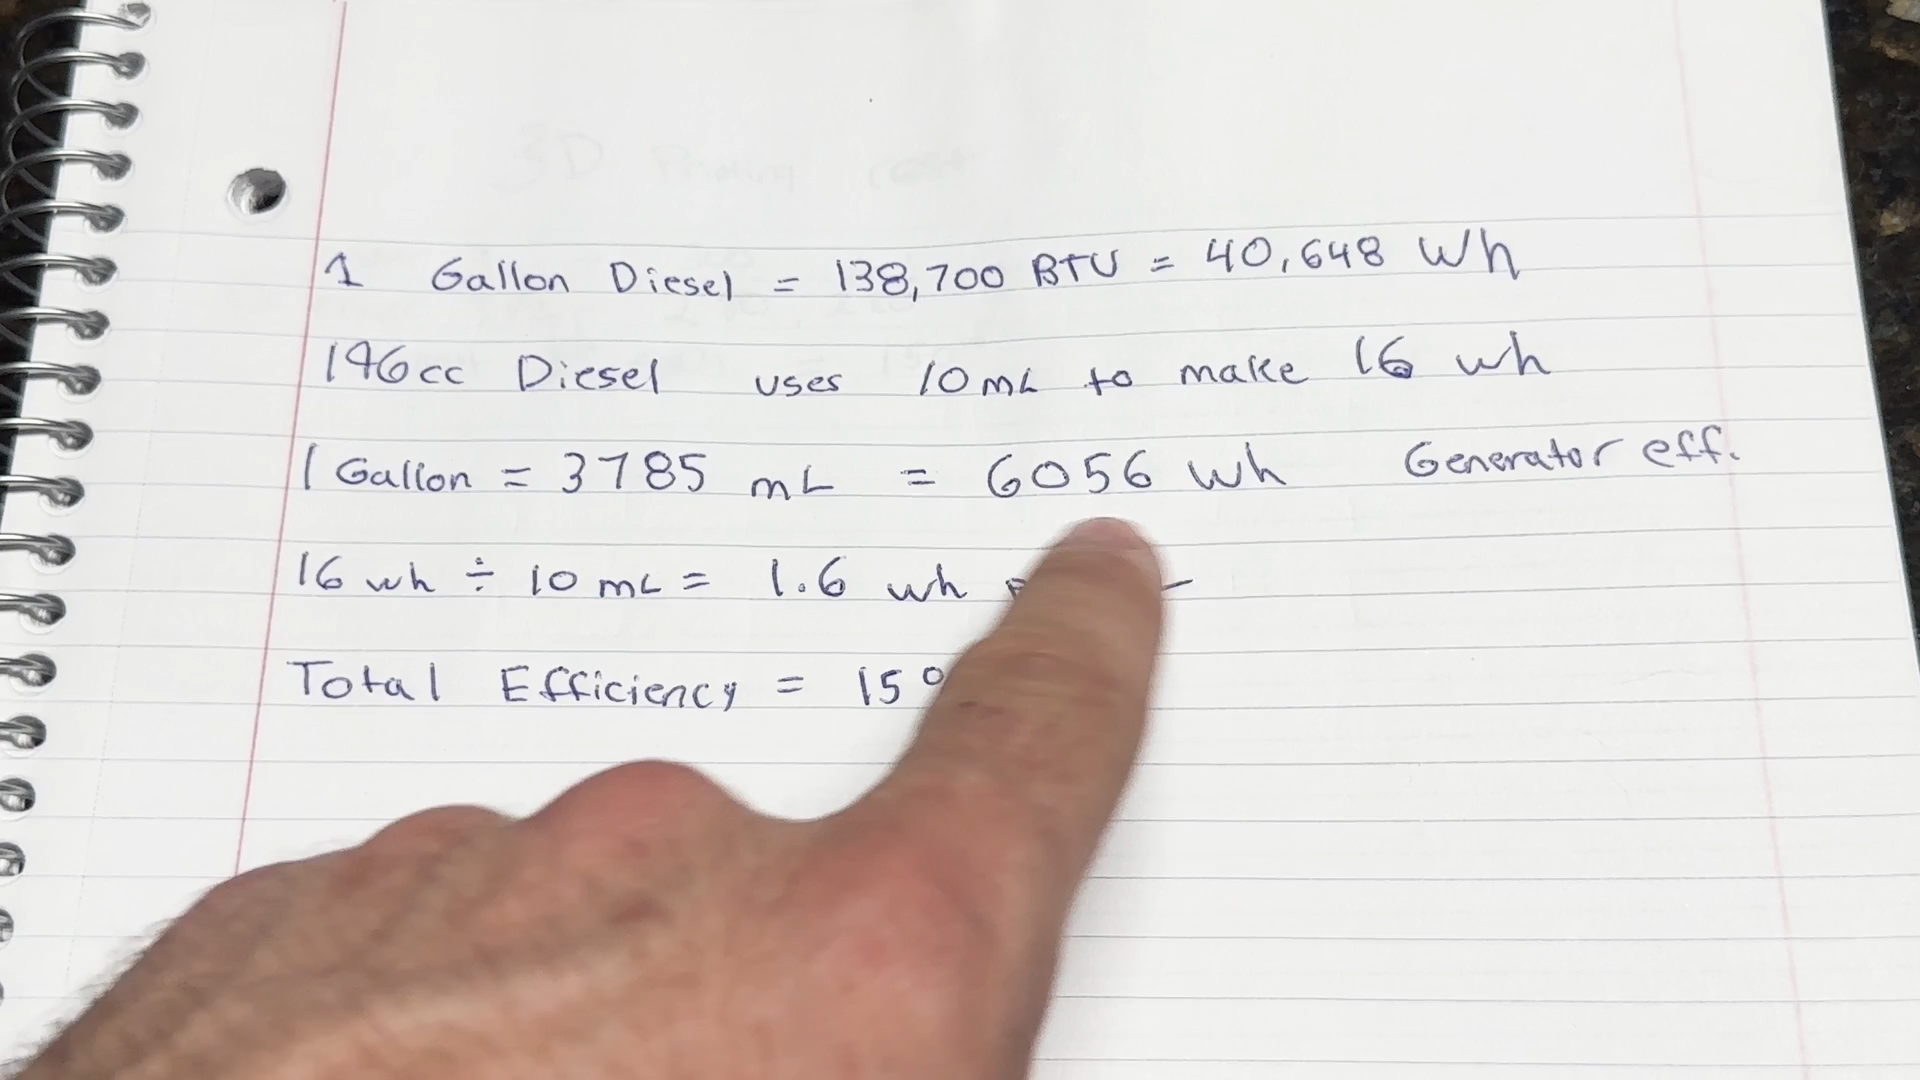 1 Gallon Diesel = 138,700 BTU = 40,648 Wh
196cc Diesel uses 10mL to make 16 wh
1 Gallon = 3785 mL = 6056 Wh Generator eff.
16 wh ÷ 10 mL = 1.6 wh
Total Efficiency = 15